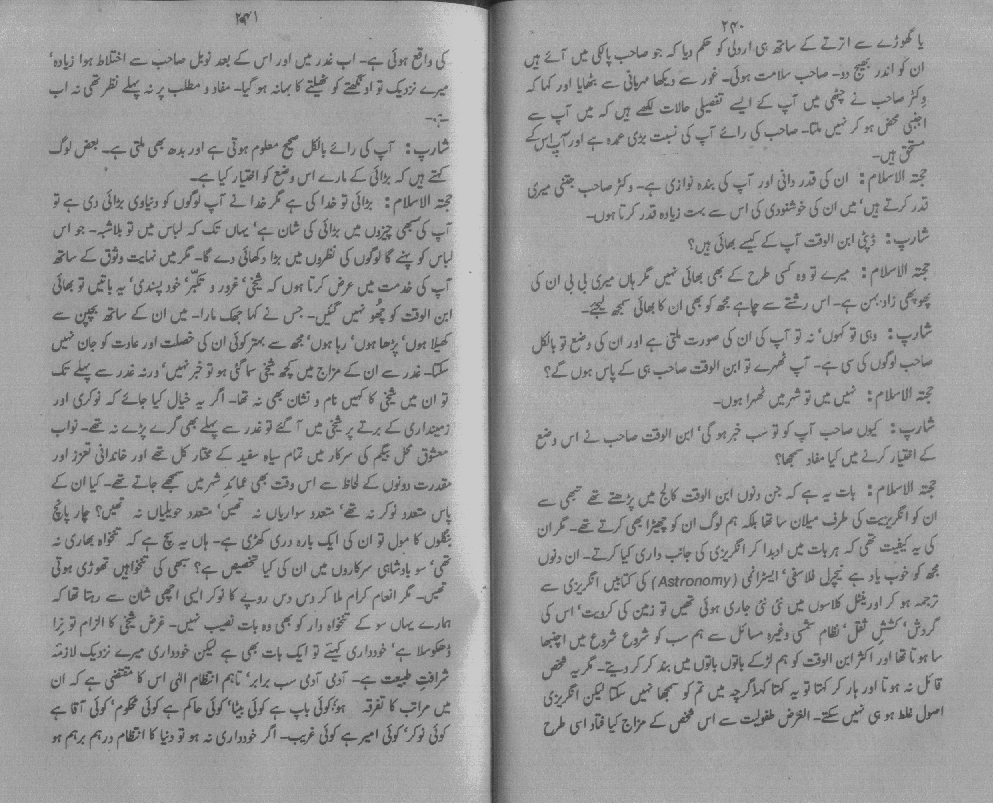 ۲۴۰
یا گھوڑے سے اترتے کے ساتھ ہی اردلی کو حکم دیا کہ جو صاحب پالکی میں آئے ہیں
ان کو اندر بھیج دو۔ صاحب سلامت ہوئی۔ غور سے دیکھا مہربانی سے بٹھایا اور کہا کہ
وکٹر صاحب نے چٹھی میں آپ کے ایسے تفصیلی حالات لکھے ہیں کہ میں آپ سے
اجنبی محض ہو کر نہیں ملتا۔ صاحب کی رائے آپ کی نسبت بڑی عمدہ ہے اور آپ اس کے
مستحق ہیں۔
حجتہ الاسلام: ان کی قدر دانی اور آپ کی بندہ نوازی ہے۔ وکٹر صاحب جتنی میری
قدر کرتے ہیں' میں ان کی خوشنودی کی اس سے بہت زیادہ قدر کرتا ہوں۔
شارپ: ڈپٹی ابن الوقت آپ کے کیسے بھائی ہیں؟
حجتہ الاسلام: میرے تو وہ کسی طرح کے بھی بھائی نہیں مگر ہاں میری بی بی ان کی
پھوپھی زاد بہن ہے۔ اس رشتے سے چاہے مجھ کو بھی ان کا بھائی سمجھ لیجئے۔
شارپ: وہی تو کہوں' نہ تو آپ کی ان کی صورت ملتی ہے اور ان کی وضع تو بالکل
صاحب لوگوں کی سی ہے۔ آپ ٹھہرے تو ابن الوقت صاحب ہی کے پاس ہوں گے؟
حجتہ الاسلام: نہیں میں تو شہر میں ٹھہرا ہوں۔
شارپ: کیوں صاحب آپ کو تو سب خبر ہو گی' ابن الوقت صاحب نے اس وضع
کے اختیار کرنے میں کیا مفاد سمجھا؟
حجتہ الاسلام: بات یہ ہے کہ جن دنوں ابن الوقت کالج میں پڑھتے تھے تبھی سے
ان کو انگریزیت کی طرف میلان سا تھا بلکہ ہم لوگ ان کو چھیڑا بھی کرتے تھے۔ مگر ان
کی یہ کیفیت تھی کہ ہر بات میں ادبدا کر انگریزی کی جانب داری کیا کرتے۔ ان دنوں
مجھ کو خوب یاد ہے نیچرل فلاسفی' ایسٹرانمی (Astronomy) کی کتابیں انگریزی سے
ترجمہ ہو کر اورینٹل کلاسوں میں نئی نئی جاری ہوئی تھیں تو زمین کی کرویت' اس کی
گردش' کشش ثقل' نظام شمسی وغیرہ مسائل سے ہم سب کو شروع شروع میں اچنبھا
سا ہوتا تھا اور اکثر ابن الوقت کو ہم لڑکے باتوں باتوں میں بند کر کر دیتے۔ مگر یہ شخص
قائل نہ ہوتا اور ہار کر کہتا تو یہ کہتا کہ اگرچہ میں تم کو سمجھا نہیں سکتا لیکن انگریزی
اصول غلط ہو ہی نہیں سکتے۔ الغرض طفولیت سے اس شخص کے مزاج کی افتاد اسی طرح
۲۴۱
کی واقع ہوئی ہے۔ اب غدر میں اور اس کے بعد نوبل صاحب سے اختلاط ہوا زیادہ'
میرے نزدیک تو اونگھتے کو ٹھیلتے کا بہانہ ہو گیا۔ مفاد و مطلب پر نہ پہلے نظر تھی نہ اب
ہے۔
شارپ: آپ کی رائے بالکل صحیح معلوم ہوتی ہے اور بدھ بھی ملتی ہے۔ بعض لوگ
کہتے ہیں کہ بڑائی کے مارے اس وضع کو اختیار کیا ہے۔
حجتہ الاسلام: بڑائی تو خدا کی ہے مگر خدا نے آپ لوگوں کو دنیاوی بڑائی دی ہے تو
آپ کی سبھی چیزوں میں بڑائی کی شان ہے' یہاں تک کہ لباس میں تو بلاشبہ۔ جو اس
لباس کو پہنے گا لوگوں کی نظروں میں بڑا دکھائی دے گا۔ مگر میں نہایت وثوق کے ساتھ
آپ کی خدمت میں عرض کرتا ہوں کہ شیخی' غرور و تکبر' خود پسندی' یہ باتیں تو بھائی
ابن الوقت کو چھو نہیں گئیں۔ جس نے کہا جھک مارا۔ میں ان کے ساتھ بچپن سے
کھیلا ہوں' پڑھا ہوں' رہا ہوں' مجھ سے بہتر کوئی ان کی خصلت اور عادت کو جان نہیں
سکتا۔ غدر سے ان کے مزاج میں کچھ شیخی سما گئی ہو تو خبر نہیں' ورنہ غدر سے پہلے تک
تو ان میں شیخی کا کہیں نام و نشان بھی نہ تھا۔ اگر یہ خیال کیا جائے کہ نوکری اور
زمینداری کے برتے پر شیخی میں آ گئے تو غدر سے پہلے بھی گرے پڑے نہ تھے۔ نواب
معشوق محل بیگم کی سرکار میں تمام سیاہ سفید کے مختار کل تھے اور خاندانی تعزز اور
مقدرت دونوں کے لحاظ سے اس وقت بھی عمائد شہر میں سمجھے جاتے تھے۔ کیا ان کے
پاس متعدد نوکر نہ تھے' متعدد سواریاں نہ تھیں' متعدد حویلیاں نہ تھیں؟ چار پانچ
بنگلوں کا مول تو ان کی ایک بارہ دری کھڑی ہے۔ ہاں یہ سچ ہے کہ تنخواہ بھاری نہ
تھی' سو بادشاہی سرکاروں میں ان کی کیا تخصیص ہے؟ سبھی کی تنخواہیں تھوڑی ہوتی
تھیں۔ مگر انعام کرام ملا کر دس دس روپے کا نوکر ایسی اچھی شان سے رہتا تھا کہ
ہمارے یہاں سو کے تنخواہ دار کو بھی وہ بات نصیب نہیں۔ غرض شیخی کا الزام تو نرا
ڈھکوسلا ہے' خودداری کہئے تو ایک بات بھی ہے لیکن خودداری میرے نزدیک لازمہ
شرافت طبیعت ہے۔ آدمی آدمی سب برابر' تاہم انتظام الٰہی اس کا مقتضی ہے کہ ان
میں مراتب کا تفرقہ ہو' کوئی باپ ہے کوئی بیٹا' کوئی حاکم ہے کوئی محکوم' کوئی آقا ہے
کوئی نوکر' کوئی امیر ہے کوئی غریب۔ اگر خودداری نہ ہو تو دنیا کا انتظام درہم برہم ہو